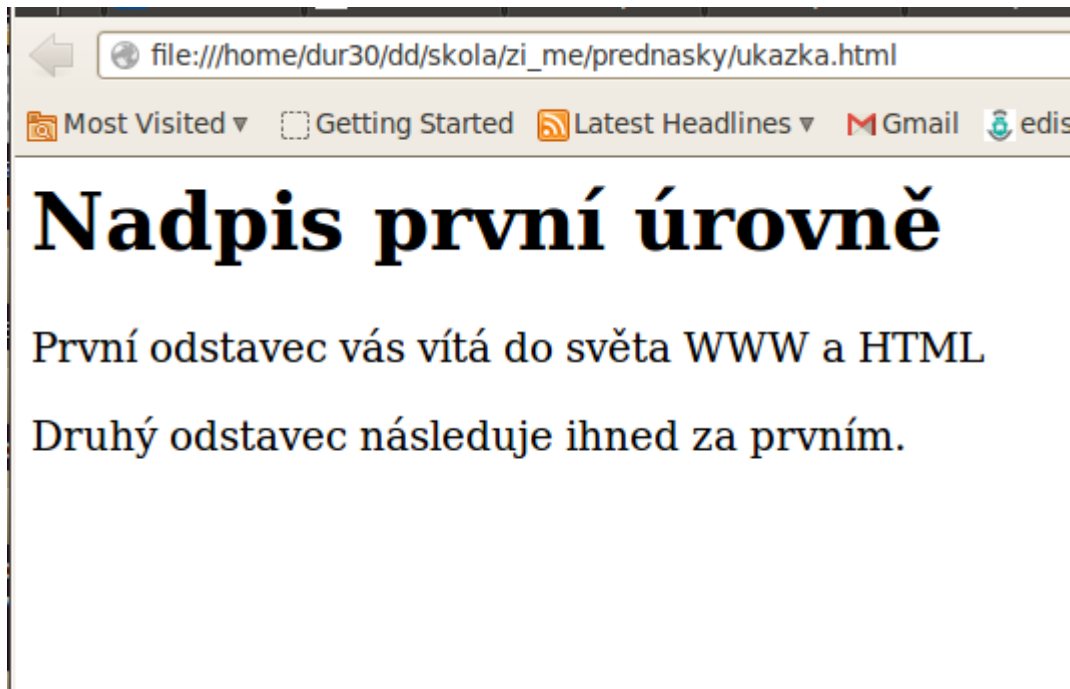 file:///home/dur30/dd/skola/zi_me/prednasky/ukazka.html
Most Visited Getting Started Latest Headlines Gmail edis
Nadpis první úrovně
První odstavec vás vítá do světa WWW a HTML
Druhý odstavec následuje ihned za prvním.